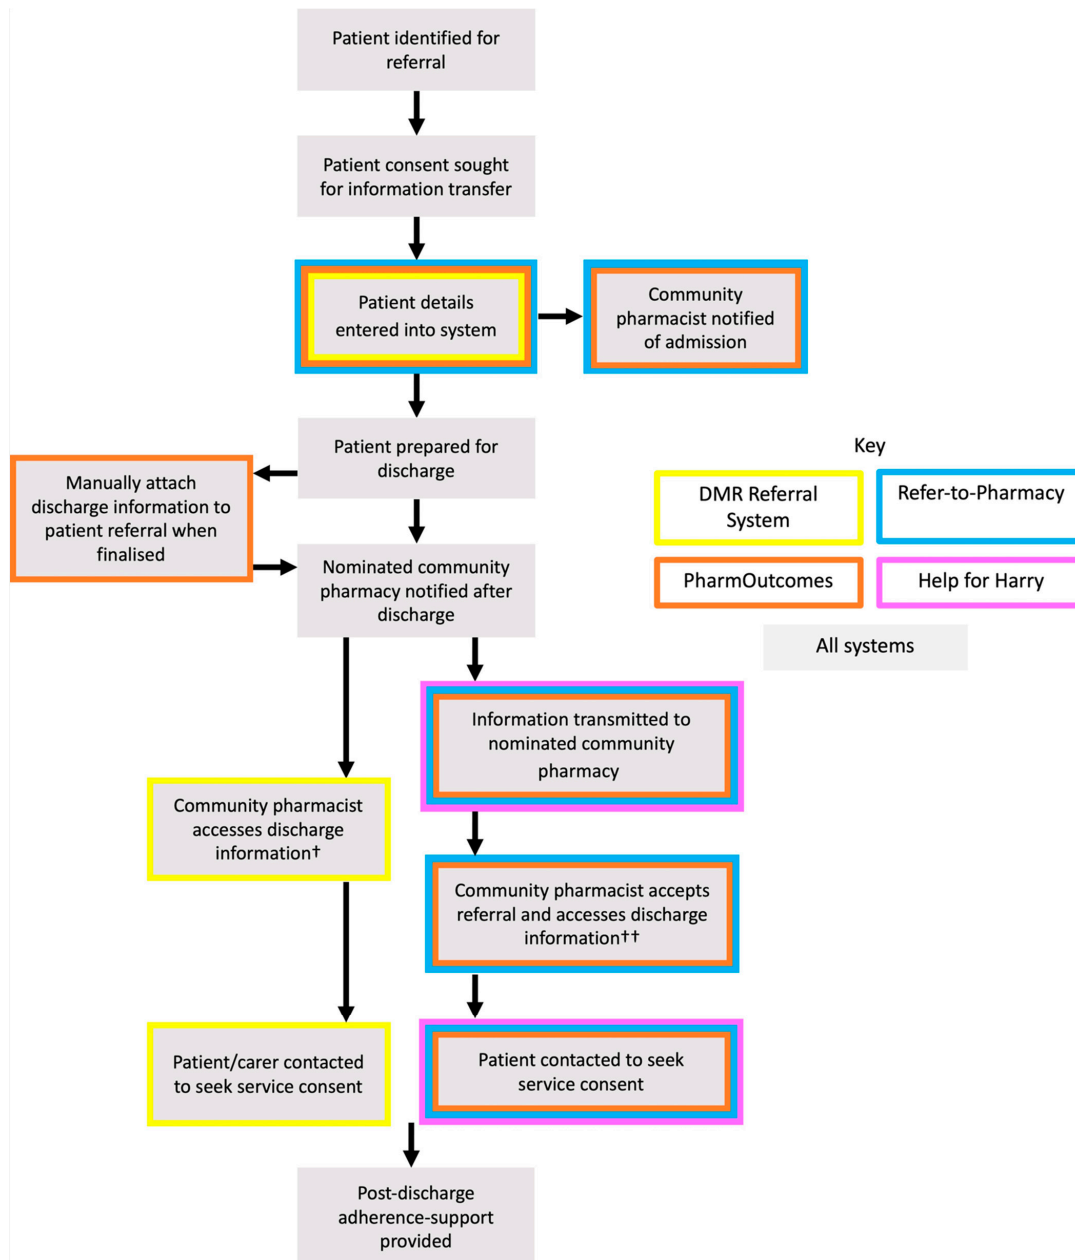 Patient identified for
referral
Patient consent sought
for information transfer
Patient details
entered into system
Community
pharmacist notified
of admission
Patient prepared for
discharge
Manually attach
discharge information to
patient referral when
finalised
Nominated community
pharmacy notified after
discharge
Key
DMR Referral
System
Refer-to-Pharmacy
PharmOutcomes
Help for Harry
All systems
Information transmitted to
nominated community
pharmacy
Community pharmacist
accesses discharge
information†
Community pharmacist accepts
referral and accesses discharge
information††
Patient/carer contacted
to seek service consent
Patient contacted to seek
service consent
Post-discharge
adherence-support
provided